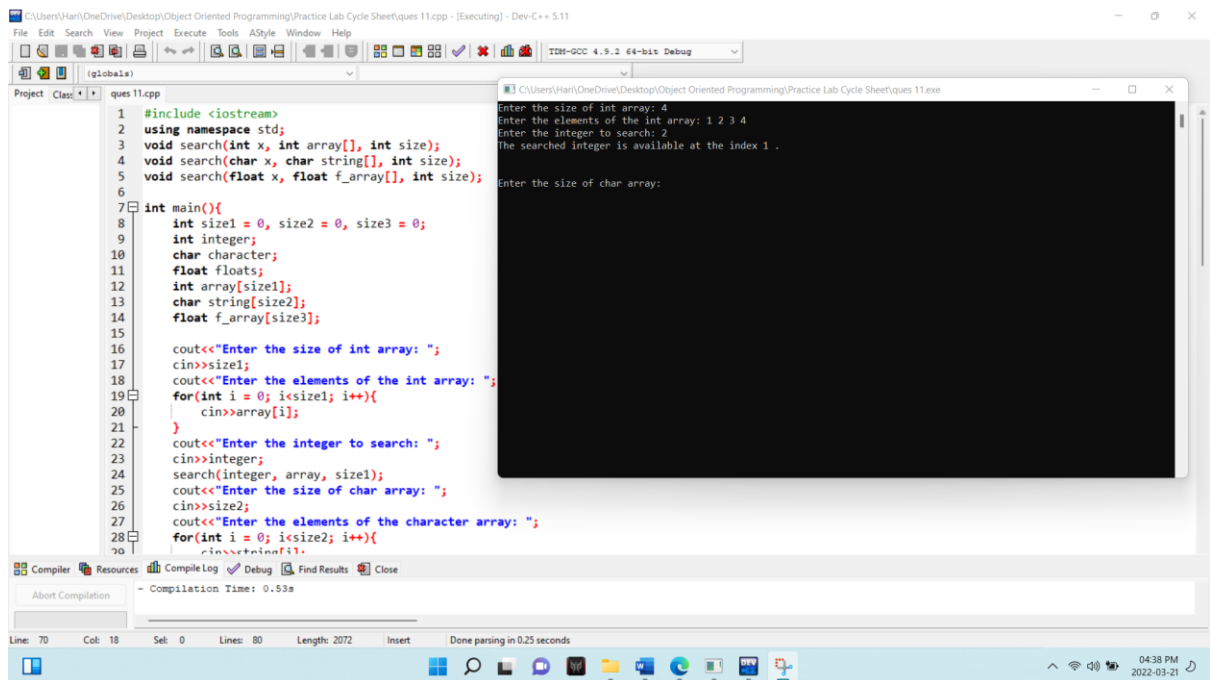 C:\Users\Hari\OneDrive\Desktop\Object Oriented Programming\Practice Lab Cycle Sheet\ques 11.cpp - [Executing] - Dev-C++ 5.11
File Edit Search View Project Execute Tools AStyle Window Help
TDM-GCC 4.9.2 64-bit Debug
(globals)
Project Class ques 11.cpp
1 #include <iostream>
2 using namespace std;
3 void search(int x, int array[], int size);
4 void search(char x, char string[], int size);
5 void search(float x, float f_array[], int size);
6
7 int main(){
8 int size1 = 0, size2 = 0, size3 = 0;
9 int integer;
10 char character;
11 float floats;
12 int array[size1];
13 char string[size2];
14 float f_array[size3];
15
16 cout<<"Enter the size of int array: ";
17 cin>>size1;
18 cout<<"Enter the elements of the int array: ";
19 for(int i = 0; i<size1; i++){
20 cin>>array[i];
21 }
22 cout<<"Enter the integer to search: ";
23 cin>>integer;
24 search(integer, array, size1);
25 cout<<"Enter the size of char array: ";
26 cin>>size2;
27 cout<<"Enter the elements of the character array: ";
28 for(int i = 0; i<size2; i++){
29 cin>>string[i];
C:\Users\Hari\OneDrive\Desktop\Object Oriented Programming\Practice Lab Cycle Sheet\ques 11.exe
Enter the size of int array: 4
Enter the elements of the int array: 1 2 3 4
Enter the integer to search: 2
The searched integer is available at the index 1 .
Enter the size of char array:
Compiler Resources Compile Log Debug Find Results Close
Abort Compilation
- Compilation Time: 0.53s
Line: 70 Col: 18 Sel: 0 Lines: 80 Length: 2072 Insert Done parsing in 0.25 seconds
04:38 PM
2022-03-21